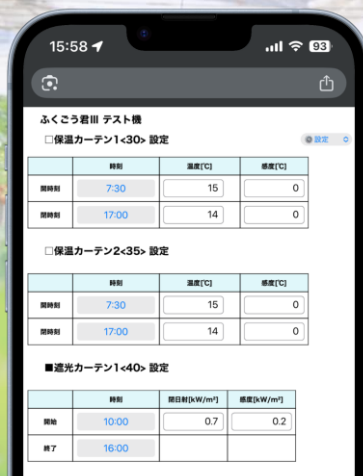 15:58
93
ふくごう君III テスト機
□保温カーテン1<30> 設定
設定
時刻 温度[℃] 感度[℃]
開時刻 7:30 15 0
閉時刻 17:00 14 0
□保温カーテン2<35> 設定
時刻 温度[℃] 感度[℃]
開時刻 7:30 15 0
閉時刻 17:00 14 0
■遮光カーテン1<40> 設定
時刻 閉日射[kW/m²] 感度[kW/m²]
開始 10:00 0.7 0.2
終了 16:00